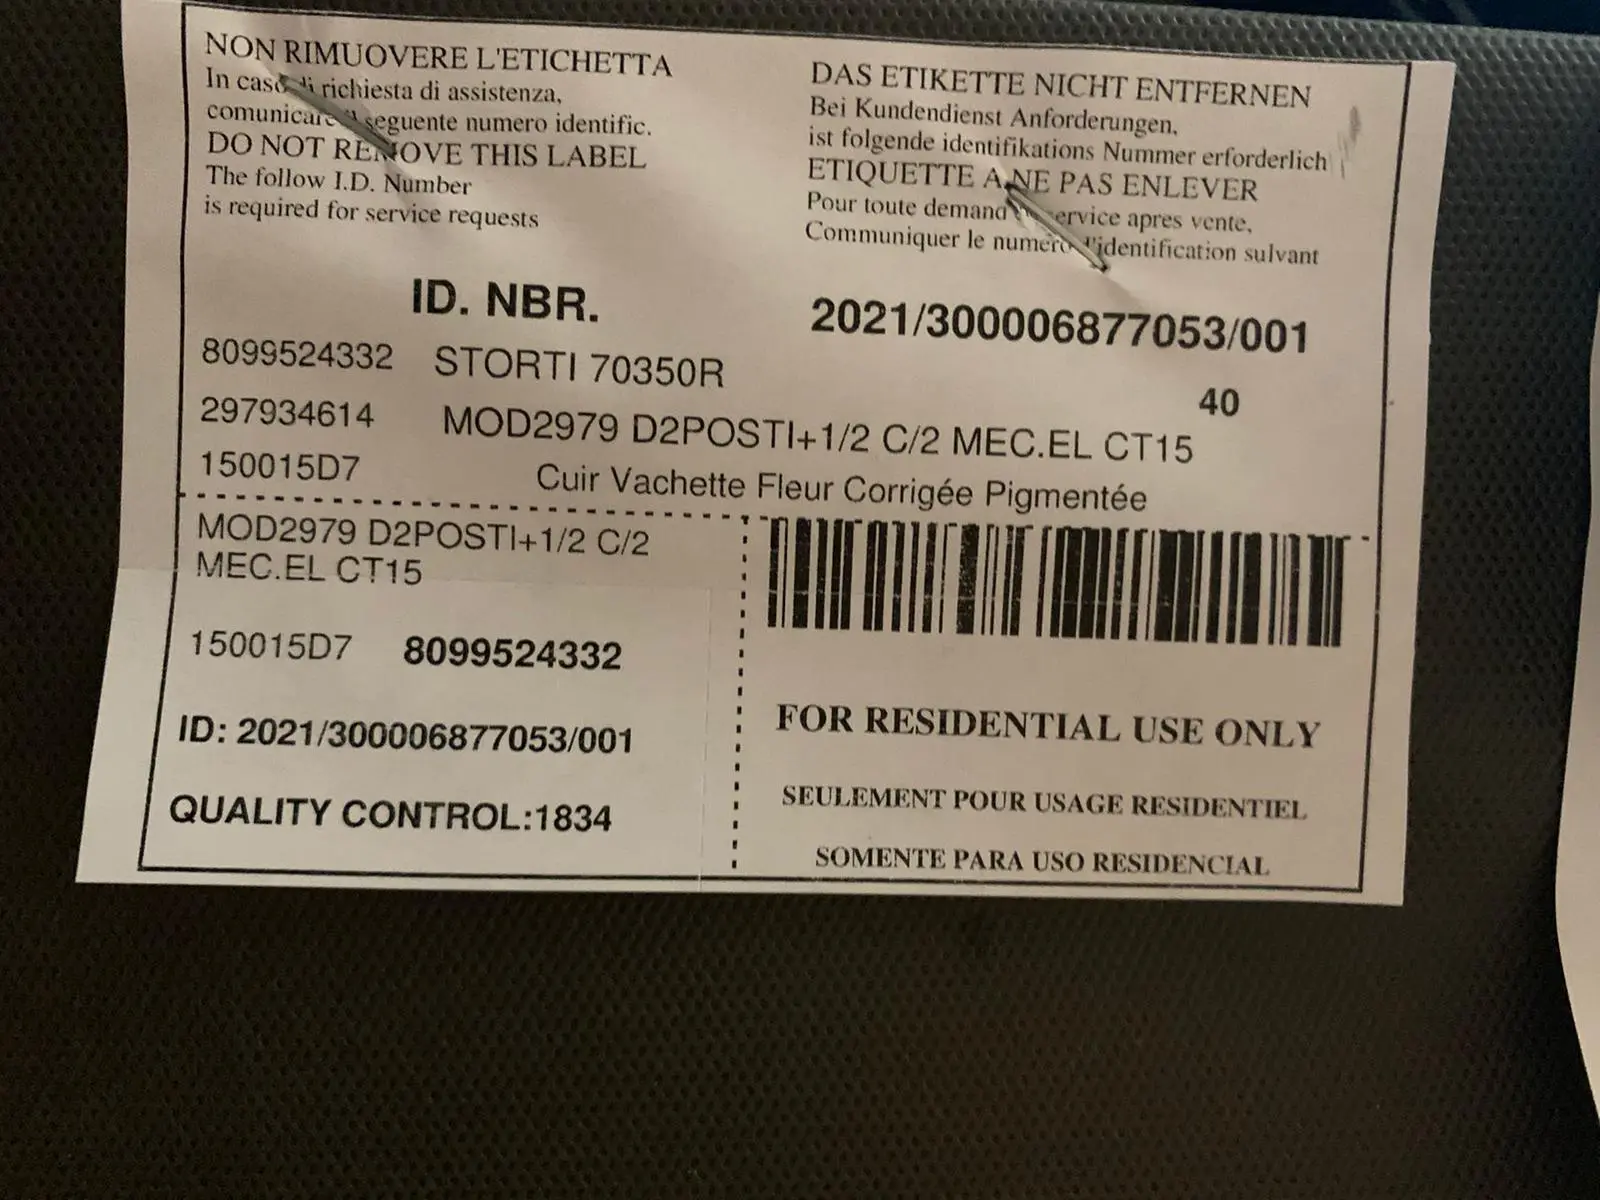 NON RIMUOVERE L'ETICHETTA
In caso di richiesta di assistenza,
comunicare il seguente numero identific.
DO NOT REMOVE THIS LABEL
The follow I.D. Number
is required for service requests
DAS ETIKETTE NICHT ENTFERNEN
Bei Kundendienst Anforderungen,
ist folgende identifikations Nummer erforderlich
ETIQUETTE A NE PAS ENLEVER
Pour toute demand service apres vente,
Communiquer le numero d'identification sulvant
ID. NBR. 2021/300006877053/001
8099524332 STORTI 70350R 40
297934614 MOD2979 D2POSTI+1/2 C/2 MEC.EL CT15
150015D7 Cuir Vachette Fleur Corrigée Pigmentée
MOD2979 D2POSTI+1/2 C/2
MEC.EL CT15
150015D7 8099524332
ID: 2021/300006877053/001
QUALITY CONTROL:1834
FOR RESIDENTIAL USE ONLY
SEULEMENT POUR USAGE RESIDENTIEL
SOMENTE PARA USO RESIDENCIAL